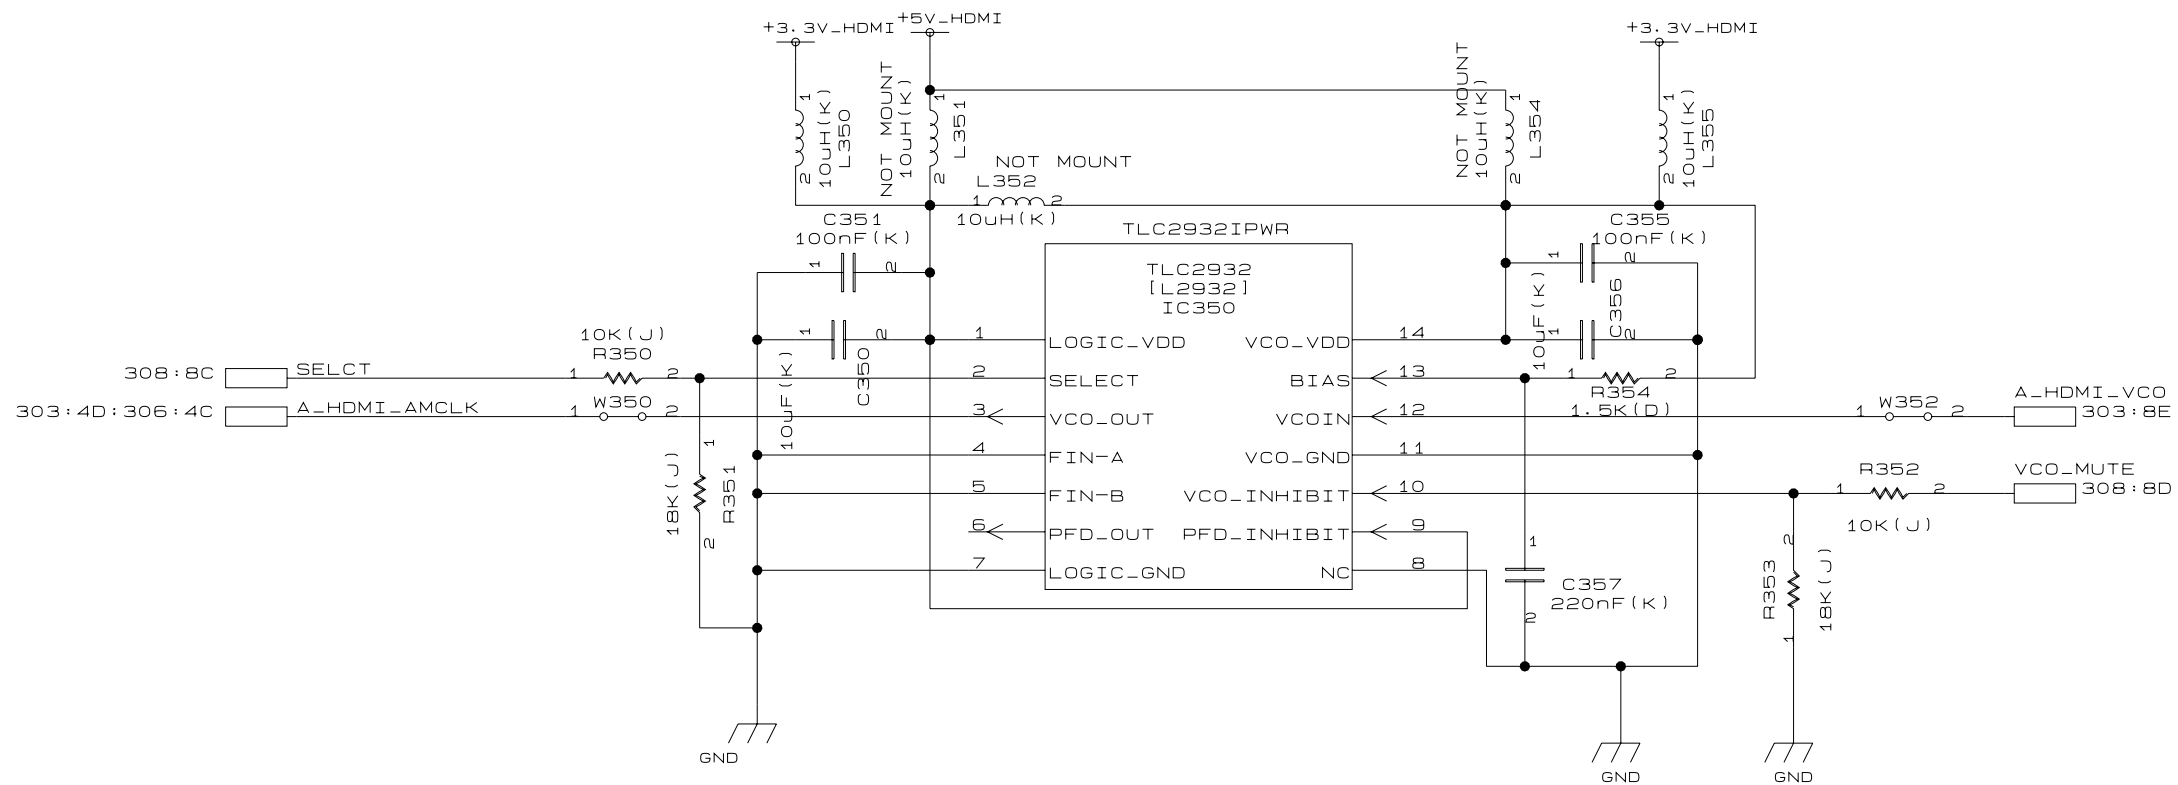 +3.3V_HDMI
+5V_HDMI
+3.3V_HDMI
1
10uH(K)
L350
2
NOT MOUNT
10uH(K)
1
L351
2
NOT MOUNT
L352
1
2
10uH(K)
NOT MOUNT
10uH(K)
1
L354
2
1
10uH(K)
L355
2
C351
100nF(K)
1
2
TLC2932IPWR
C355
100nF(K)
1
2
TLC2932
[L2932]
IC350
10uF(K)
C356
1
2
10K(J)
R350
1
2
10uF(K)
C350
1
LOGIC_VDD
VCO_VDD
14
308:8C
SELCT
1
2
2
SELECT
BIAS
13
1
2
R354
1.5K(D)
303:4D:306:4C
A_HDMI_AMCLK
1
W350
2
3
VCO_OUT
VCOIN
12
1
W352
2
A_HDMI_VCO
303:8E
4
FIN-A
VCO_GND
11
1
18K(J)
R351
2
5
FIN-B
VCO_INHIBIT
10
1
R352
2
10K(J)
VCO_MUTE
308:8D
6
PFD_OUT
PFD_INHIBIT
9
7
LOGIC_GND
NC
8
1
C357
220nF(K)
2
2
R353
18K(J)
1
GND
GND
GND